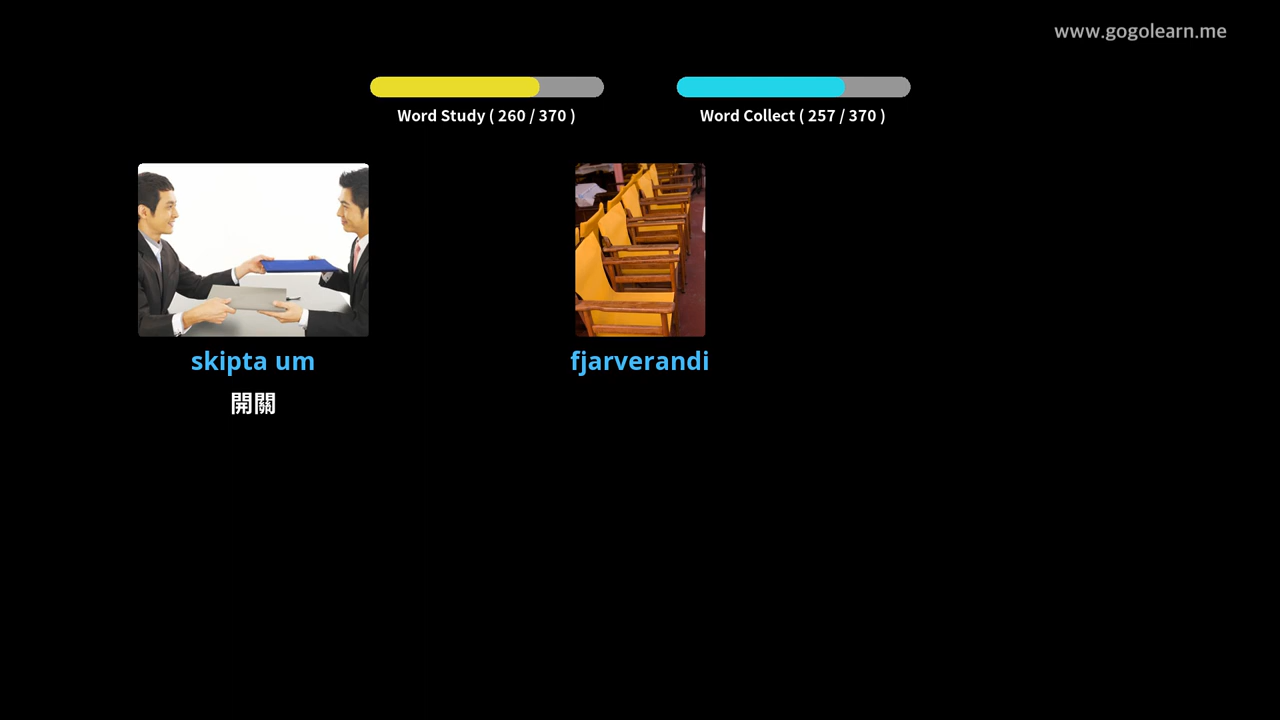 www.gogolearn.me
Word Study ( 260 / 370 )
Word Collect ( 257 / 370 )
skipta um
fjarverandi
開關